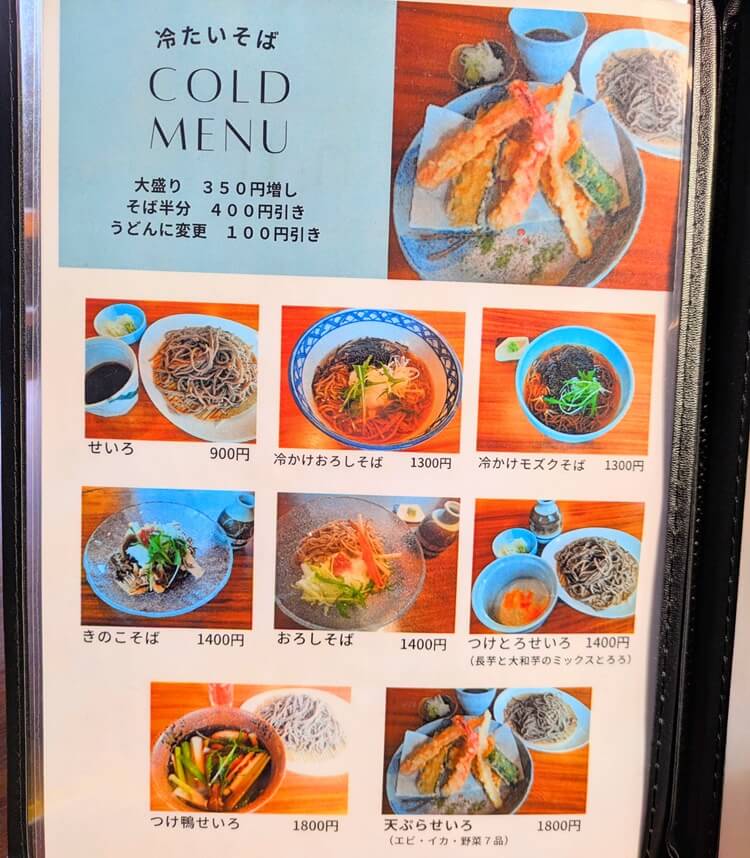 冷たいそば
COLD
MENU
大盛り　３５０円増し
そば半分　４００円引き
うどんに変更　１００円引き
せいろ　900円
冷かけおろしそば　1300円
冷かけモズクそば　1300円
きのこそば　1400円
おろしそば　1400円
つけとろせいろ　1400円
（長芋と大和芋のミックスとろろ）
つけ鴨せいろ　1800円
天ぷらせいろ　1800円
（エビ・イカ・野菜７品）